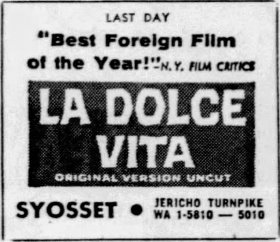 LAST DAY
"Best Foreign Film
of the Year!"—N.Y. FILM CRITICS
LA DOLCE
VITA
ORIGINAL VERSION UNCUT
SYOSSET • JERICHO TURNPIKE
WA 1-5810 — 5010